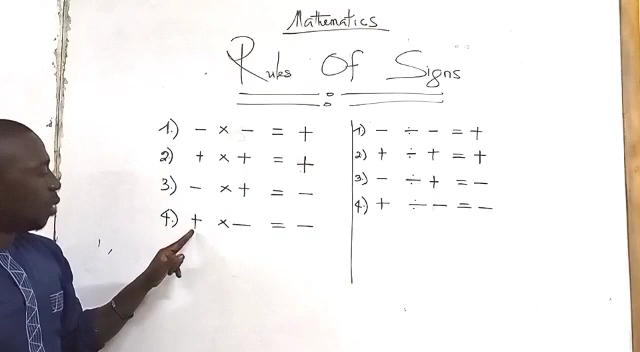 Mathematics
Rules Of Signs
1.) - × - = +
2) + × + = +
3.) - × + = -
4.) + × - = -
1) - ÷ - = +
2) + ÷ + = +
3.) - ÷ + = -
4.) + ÷ - = -